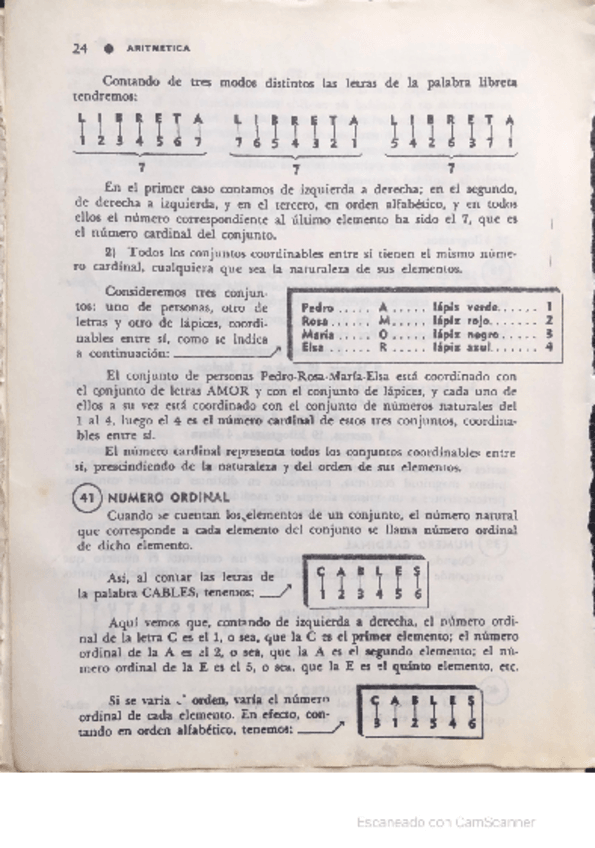 24 ● ARITMETICA
Contando de tres modos distintos las letras de la palabra libreta
tendremos:
L I B R E T A   L I B R E T A   L I B R E T A
1 2 3 4 5 6 7   7 6 5 4 3 2 1   5 4 2 6 3 7 1
7   7   7
En el primer caso contamos de izquierda a derecha; en el segundo,
de derecha a izquierda, y en el tercero, en orden alfabético, y en todos
ellos el número correspondiente al último elemento ha sido el 7, que es
el número cardinal del conjunto.
2) Todos los conjuntos coordinables entre sí tienen el mismo núme-
ro cardinal, cualquiera que sea la naturaleza de sus elementos.
Consideremos tres conjun-
tos: uno de personas, otro de
letras y otro de lápices, coordi-
nables entre sí, como se indica
a continuación:
Pedro ..... A ..... lápiz verde...... 1
Rosa...... M..... lápiz rojo....... 2
María..... O..... lápiz negro..... 3
Elsa ...... R..... lápiz azul....... 4
El conjunto de personas Pedro-Rosa-María-Elsa está coordinado con
el conjunto de letras AMOR y con el conjunto de lápices, y cada uno de
ellos a su vez está coordinado con el conjunto de números naturales del
1 al 4, luego el 4 es el número cardinal de estos tres conjuntos, coordina-
bles entre sí.
El número cardinal representa todos los conjuntos coordinables entre
sí, prescindiendo de la naturaleza y del orden de sus elementos.
41 NUMERO ORDINAL
Cuando se cuentan los elementos de un conjunto, el número natural
que corresponde a cada elemento del conjunto se llama número ordinal
de dicho elemento.
Así, al contar las letras de
la palabra CABLES, tenemos:
C A B L E S
1 2 3 4 5 6
Aquí vemos que, contando de izquierda a derecha, el número ordi-
nal de la letra C es el 1, o sea, que la C es el primer elemento; el número
ordinal de la A es el 2, o sea, que la A es el segundo elemento; el nú-
mero ordinal de la E es el 5, o sea, que la E es el quinto elemento, etc.
Si se varía orden, varía el número
ordinal de cada elemento. En efecto, con-
tando en orden alfabético, tenemos:
C A B L E S
3 1 2 5 4 6
Escaneado con CamScanner